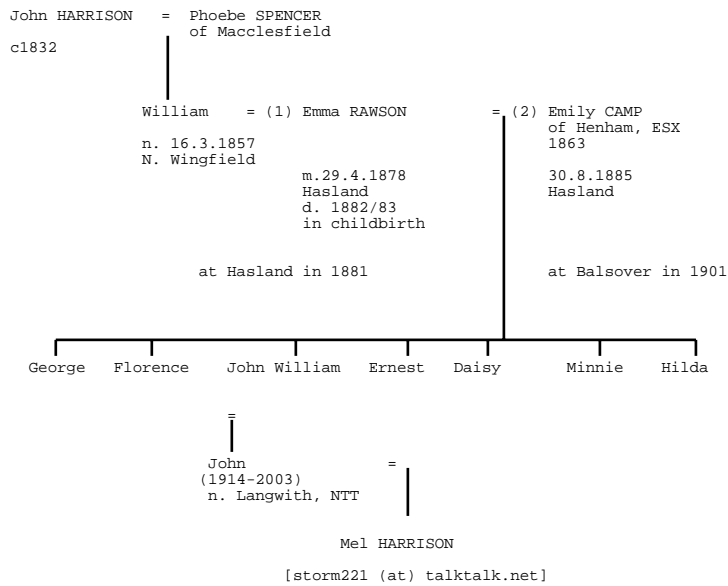 John HARRISON = Phoebe SPENCER
of Macclesfield
c1832
William = (1) Emma RAWSON = (2) Emily CAMP
of Henham, ESX
n. 16.3.1857 1863
N. Wingfield
m.29.4.1878 30.8.1885
Hasland Hasland
d. 1882/83
in childbirth
at Hasland in 1881 at Balsover in 1901
George Florence John William Ernest Daisy Minnie Hilda
=
John =
(1914-2003)
n. Langwith, NTT
Mel HARRISON
[storm221 (at) talktalk.net]